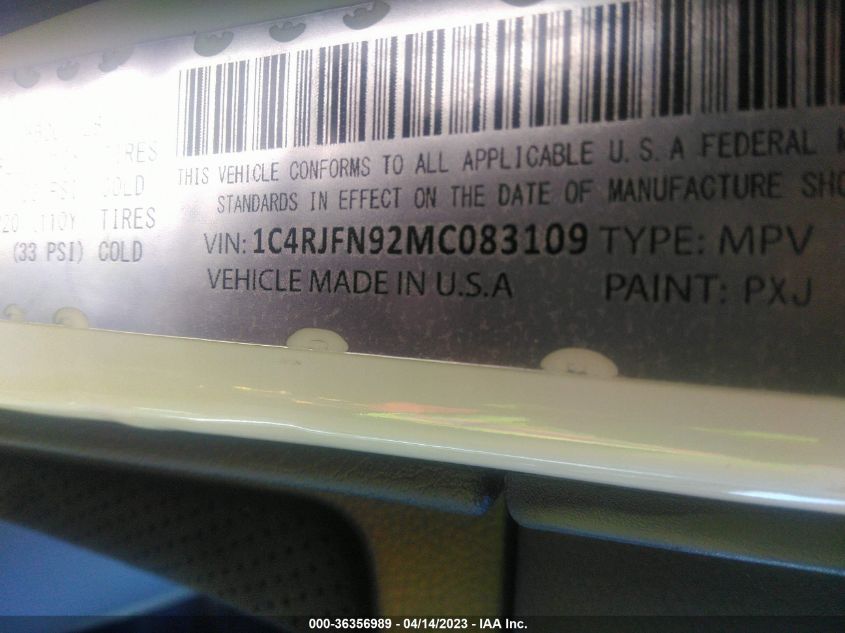 TIRES
PSI COLD
TIRES
(33 PSI) COLD
THIS VEHICLE CONFORMS TO ALL APPLICABLE U.S.A FEDERAL
STANDARDS IN EFFECT ON THE DATE OF MANUFACTURE
VIN: 1C4RJFN92MC083109 TYPE: MPV
VEHICLE MADE IN U.S.A PAINT: PXJ
000-36356989 - 04/14/2023 - IAA Inc.